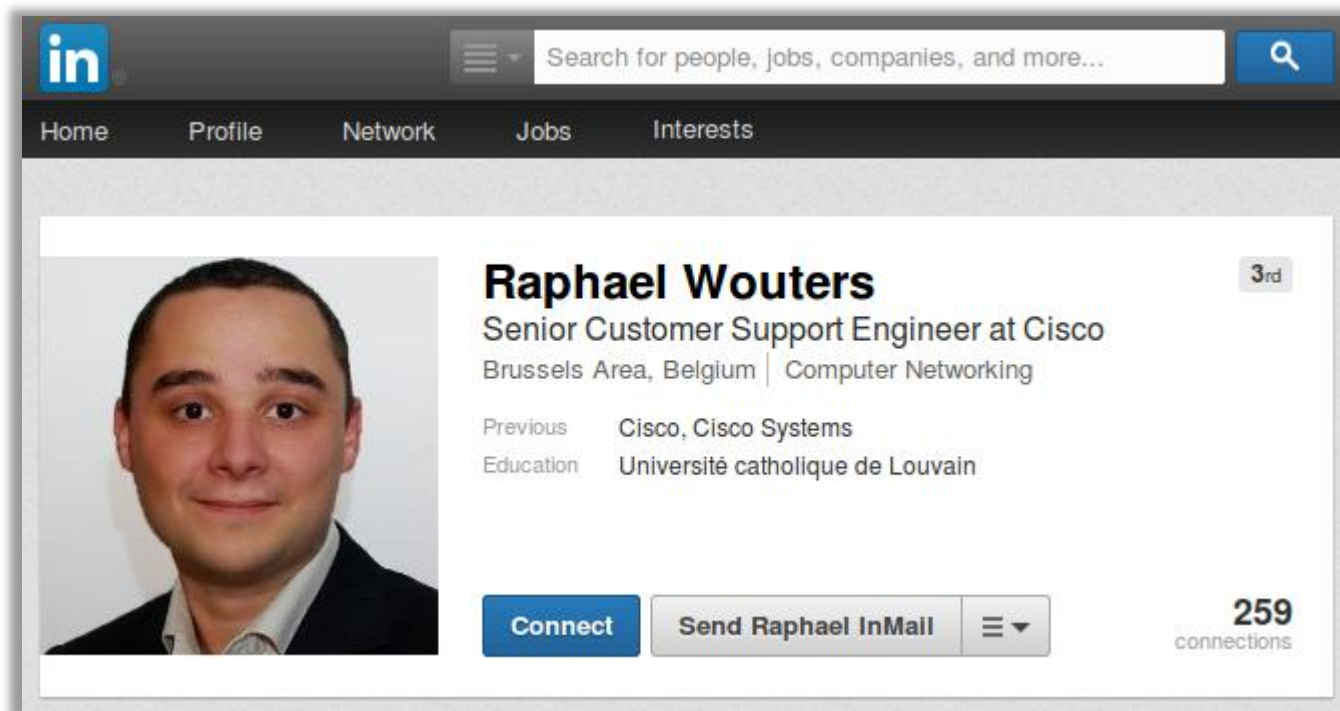 in
Search for people, jobs, companies, and more...
Home Profile Network Jobs Interests
Raphael Wouters
3rd
Senior Customer Support Engineer at Cisco
Brussels Area, Belgium | Computer Networking
Previous Cisco, Cisco Systems
Education Université catholique de Louvain
Connect Send Raphael InMail
259
connections